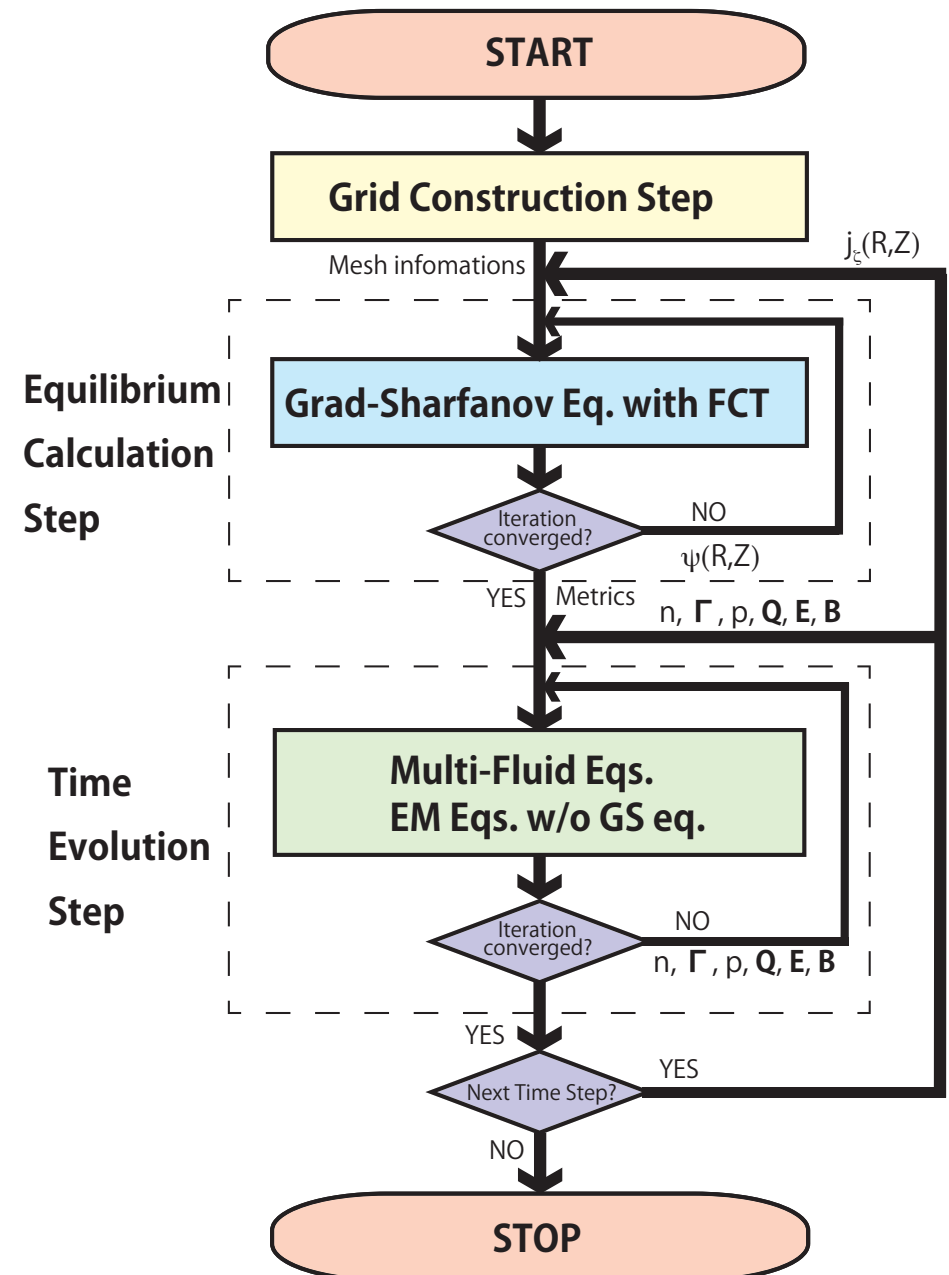 START
Grid Construction Step
j_ζ(R,Z)
Mesh infomations
Equilibrium
Calculation
Step
Grad-Sharfanov Eq. with FCT
Iteration
converged?
NO
ψ(R,Z)
YES
Metrics
n, Γ , p, Q, E, B
Time
Evolution
Step
Multi-Fluid Eqs.
EM Eqs. w/o GS eq.
Iteration
converged?
NO
n, Γ , p, Q, E, B
YES
Next Time Step?
YES
NO
STOP